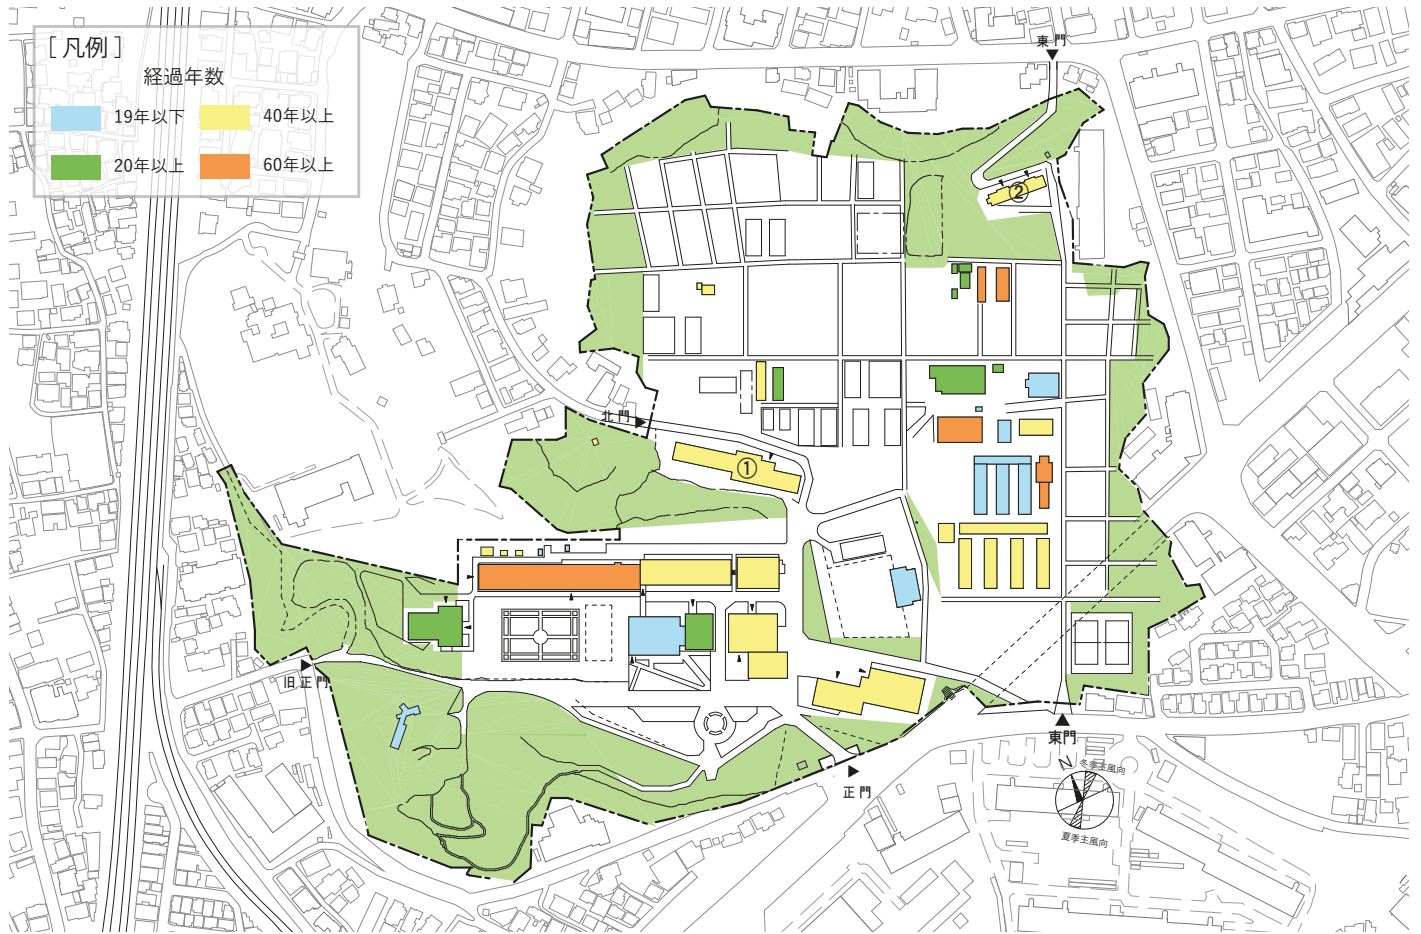 ［凡例］
経過年数
19年以下
40年以上
20年以上
60年以上
東門
②
北門
①
旧正門
正門
東門
N
冬季主風向
夏季主風向